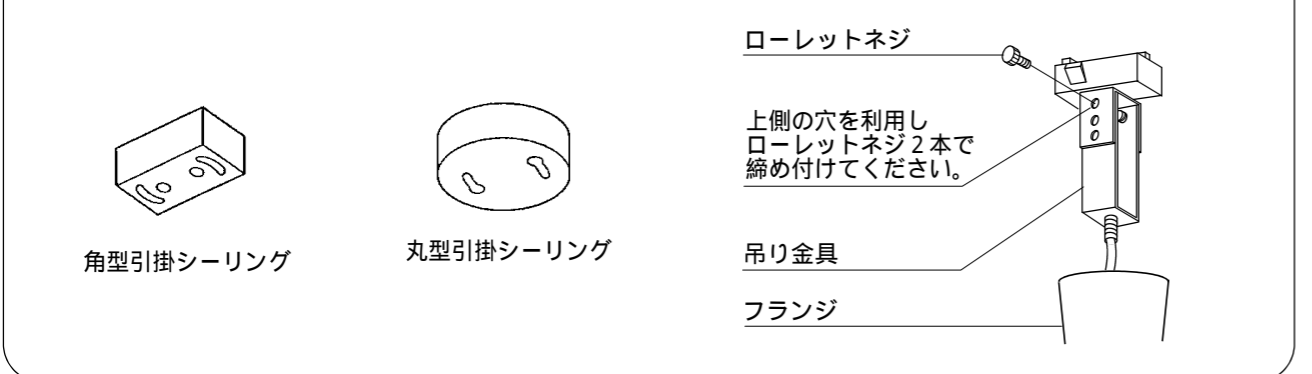 角型引掛シーリング
丸型引掛シーリング
ローレットネジ
上側の穴を利用し
ローレットネジ2本で
締め付けてください。
吊り金具
フランジ